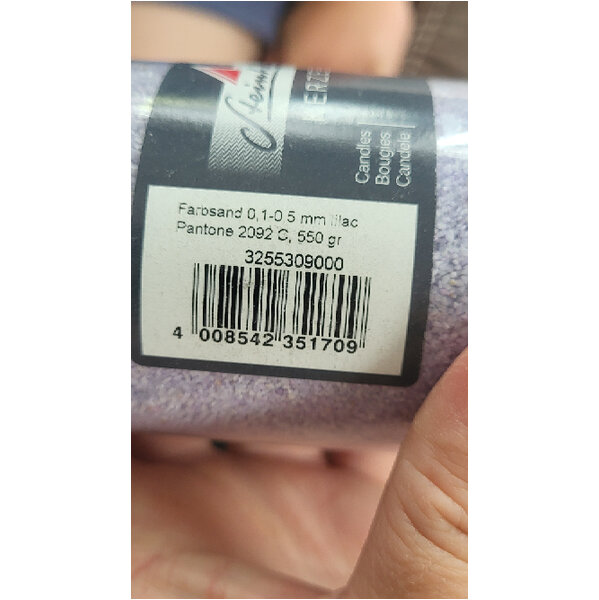 Candles
Bougies
Candele
Farbsand 0,1-0,5 mm lilac
Pantone 2092 C, 550 gr
3255309000
4 008542 351709